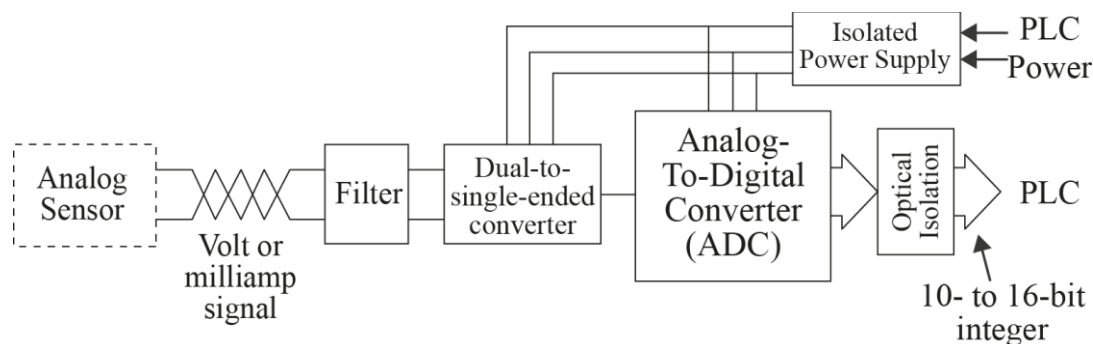 Isolated
Power Supply
PLC
Power
Analog
Sensor
Volt or
milliamp
signal
Filter
Dual-to-
single-ended
converter
Analog-
To-Digital
Converter
(ADC)
Optical
Isolation
PLC
10- to 16-bit
integer